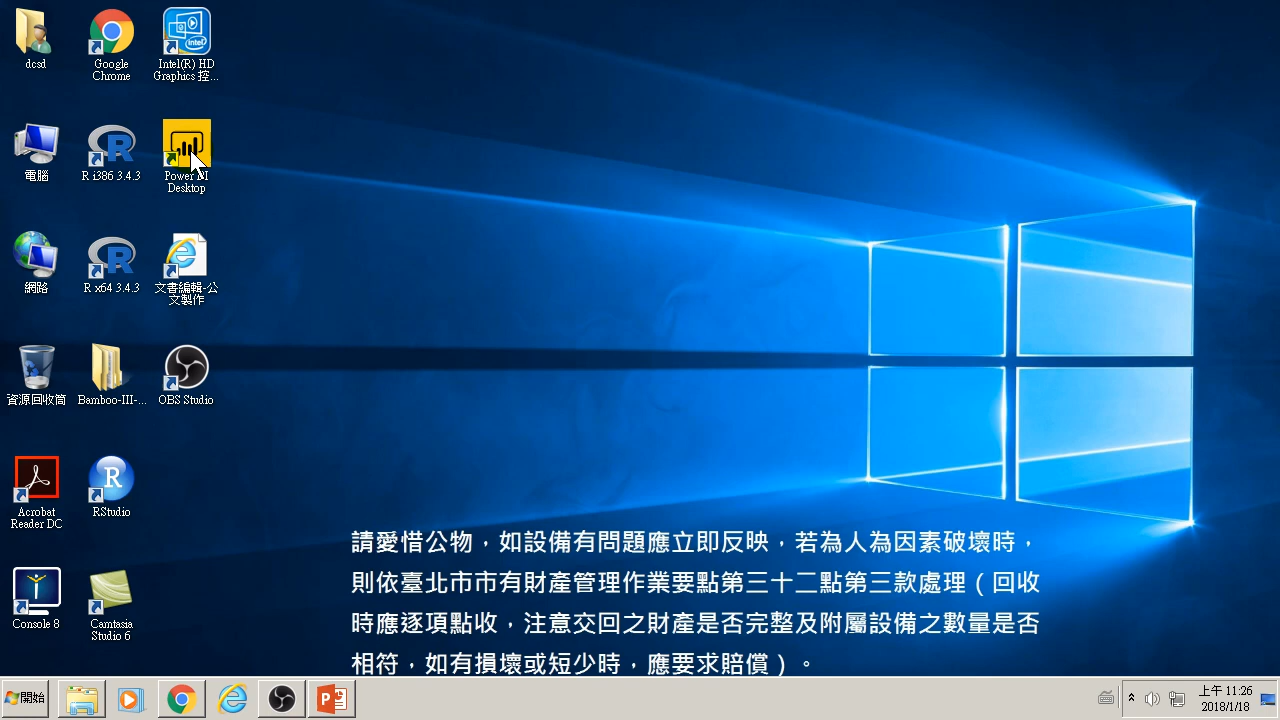 dcsd
Google
Chrome
Intel(R) HD
Graphics 控...
電腦
R i386 3.4.3
Power BI
Desktop
網路
R x64 3.4.3
文書編輯-公
文製作
資源回收筒
Bamboo-III-...
OBS Studio
Acrobat
Reader DC
RStudio
Console 8
Camtasia
Studio 6
請愛惜公物，如設備有問題應立即反映，若為人為因素破壞時，
則依臺北市市有財產管理作業要點第三十二點第三款處理（回收
時應逐項點收，注意交回之財產是否完整及附屬設備之數量是否
相符，如有損壞或短少時，應要求賠償）。
開始
上午 11:26
2018/1/18